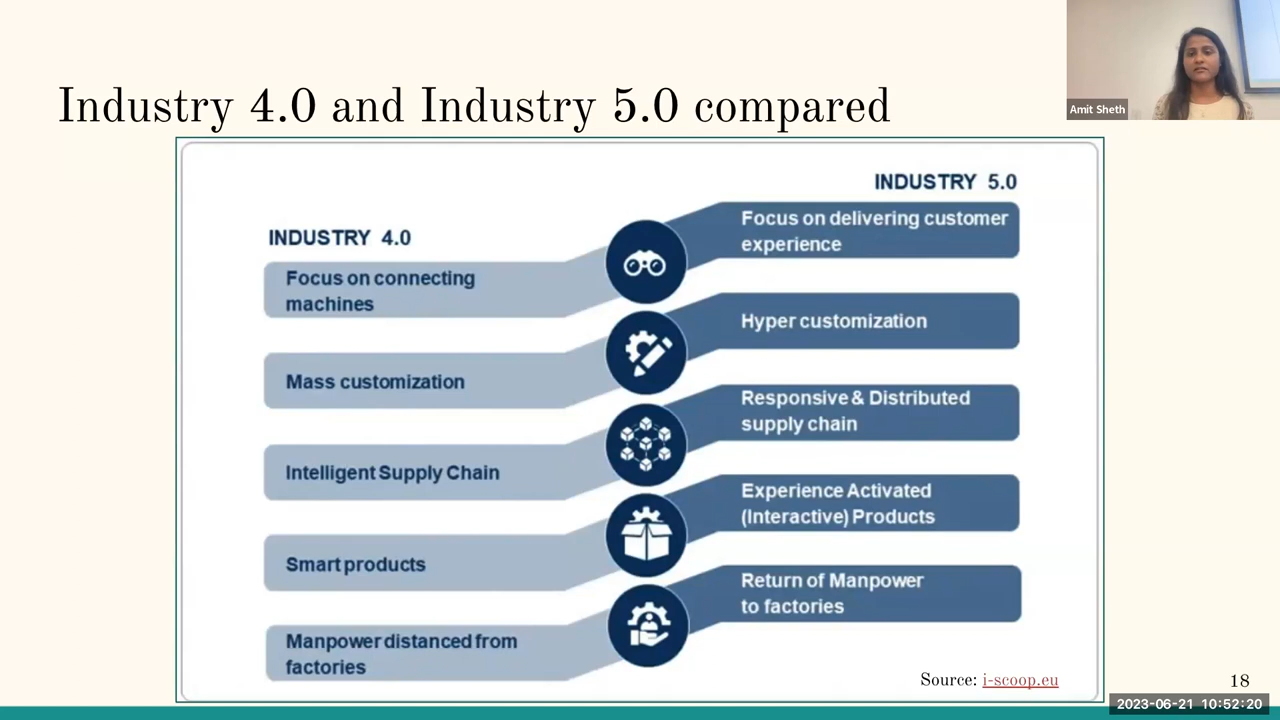 Industry 4.0 and Industry 5.0 compared
Amit Sheth
INDUSTRY 4.0
INDUSTRY 5.0
Focus on connecting
machines
Focus on delivering customer
experience
Mass customization
Hyper customization
Intelligent Supply Chain
Responsive & Distributed
supply chain
Smart products
Experience Activated
(Interactive) Products
Manpower distanced from
factories
Return of Manpower
to factories
Source: i-scoop.eu
18
2023-06-21 10:52:20